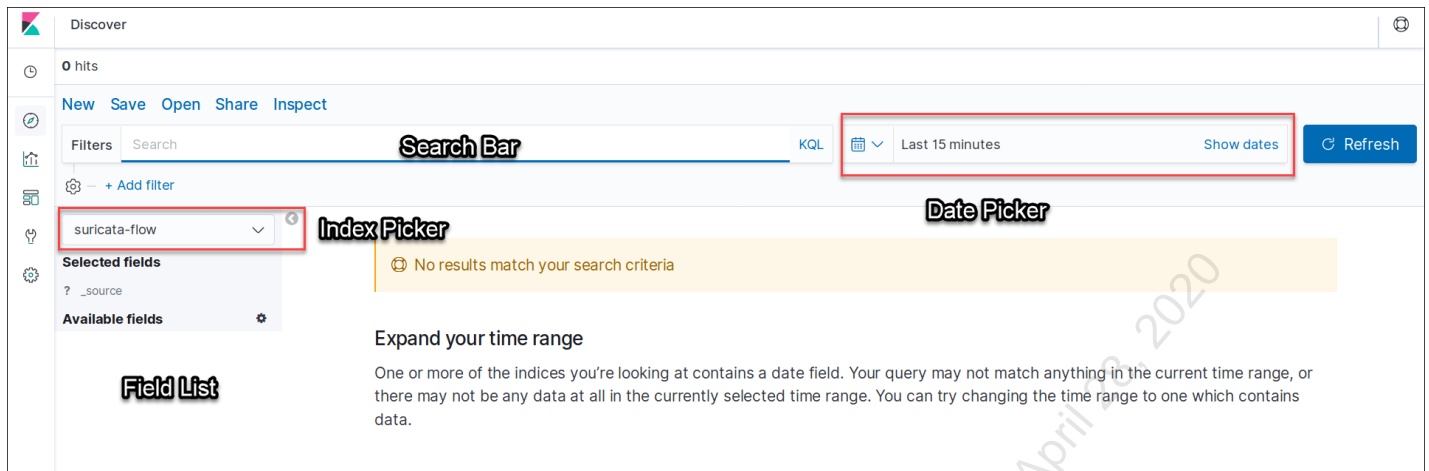 Discover
0 hits
New Save Open Share Inspect
Filters Search Search Bar KQL Last 15 minutes Show dates Refresh
+ Add filter
Date Picker
suricata-flow Index Picker
Selected fields
No results match your search criteria
? _source
Available fields
Expand your time range
One or more of the indices you’re looking at contains a date field. Your query may not match anything in the current time range, or
there may not be any data at all in the currently selected time range. You can try changing the time range to one which contains
data.
Field List
April 28, 2020